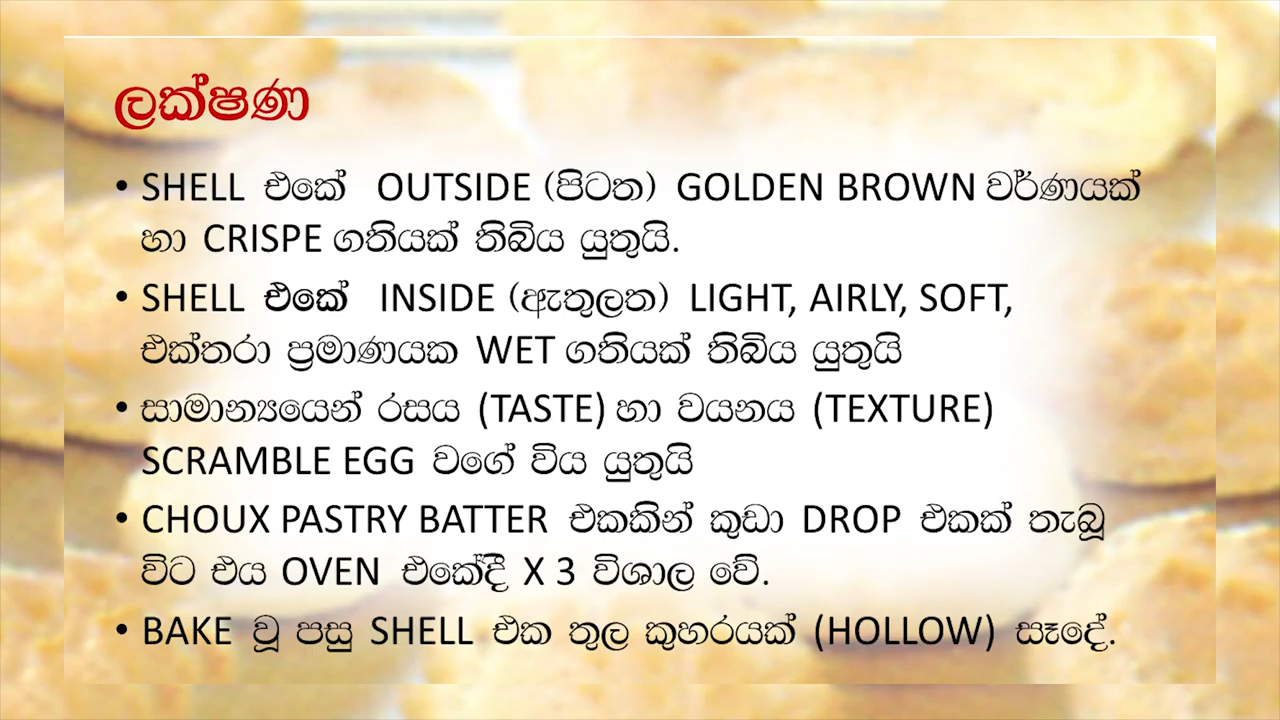 ලක්ෂණ
• SHELL එකේ OUTSIDE (පිටත) GOLDEN BROWN වර්ණයක්
හා CRISPE ගතියක් තිබිය යුතුයි.
• SHELL එකේ INSIDE (ඇතුලත) LIGHT, AIRLY, SOFT,
එක්තරා ප්‍රමාණයක WET ගතියක් තිබිය යුතුයි
• සාමාන්‍යයෙන් රසය (TASTE) හා වයනය (TEXTURE)
SCRAMBLE EGG වගේ විය යුතුයි
• CHOUX PASTRY BATTER එකකින් කුඩා DROP එකක් තැබූ
විට එය OVEN එකේදී X 3 විශාල වේ.
• BAKE වූ පසු SHELL එක තුල කුහරයක් (HOLLOW) සෑදේ.